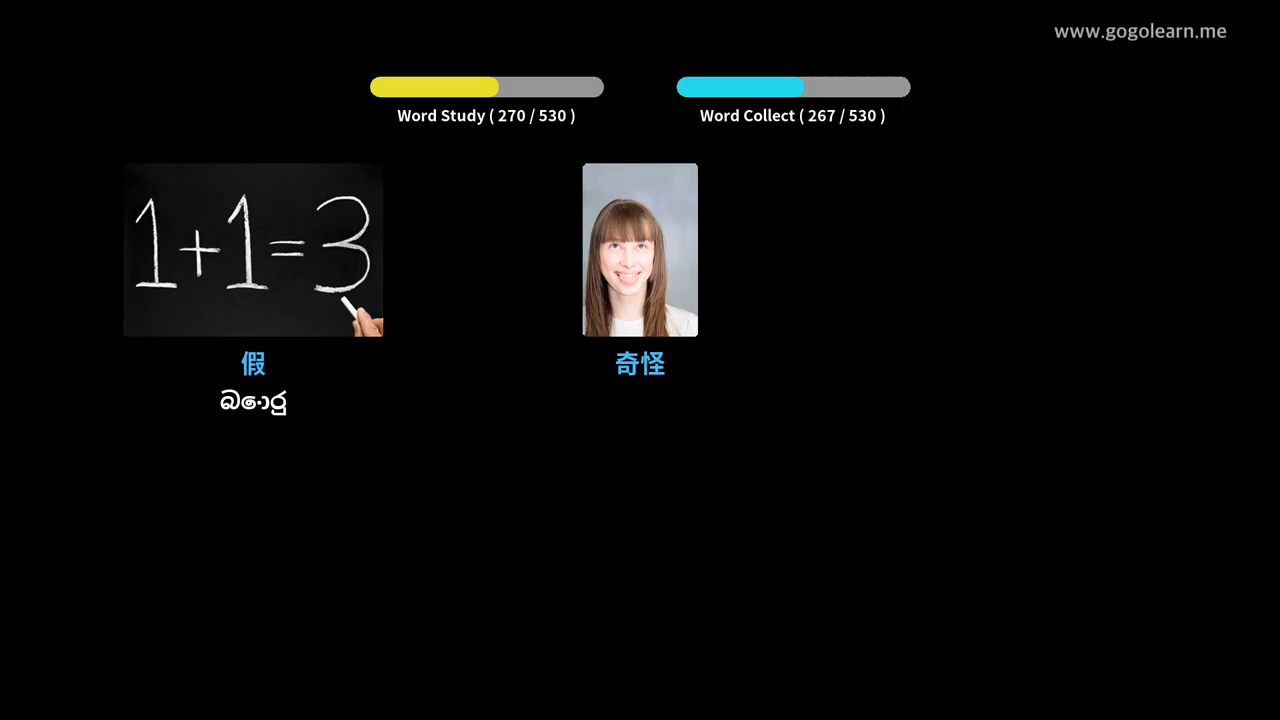 www.gogolearn.me
Word Study ( 270 / 530 )
Word Collect ( 267 / 530 )
1+1=3
假
බොරු
奇怪